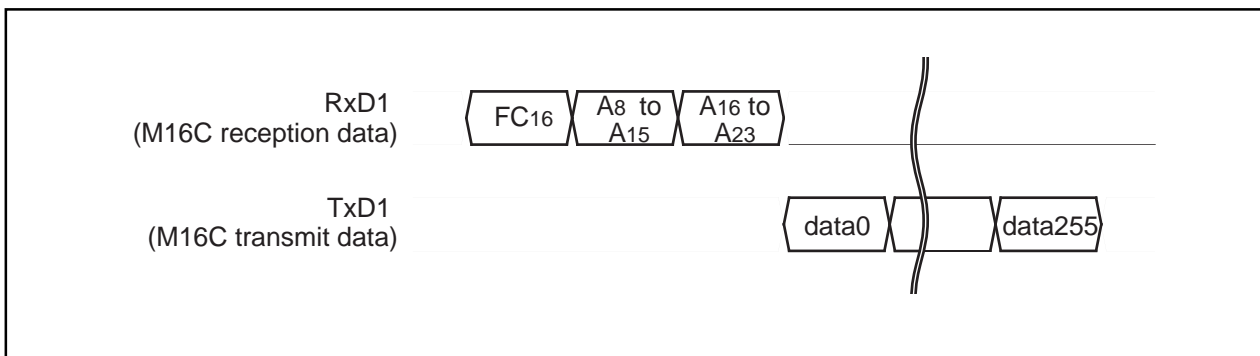 RxD1
(M16C reception data)
FC16
A8 to
A15
A16 to
A23
TxD1
(M16C transmit data)
data0
data255